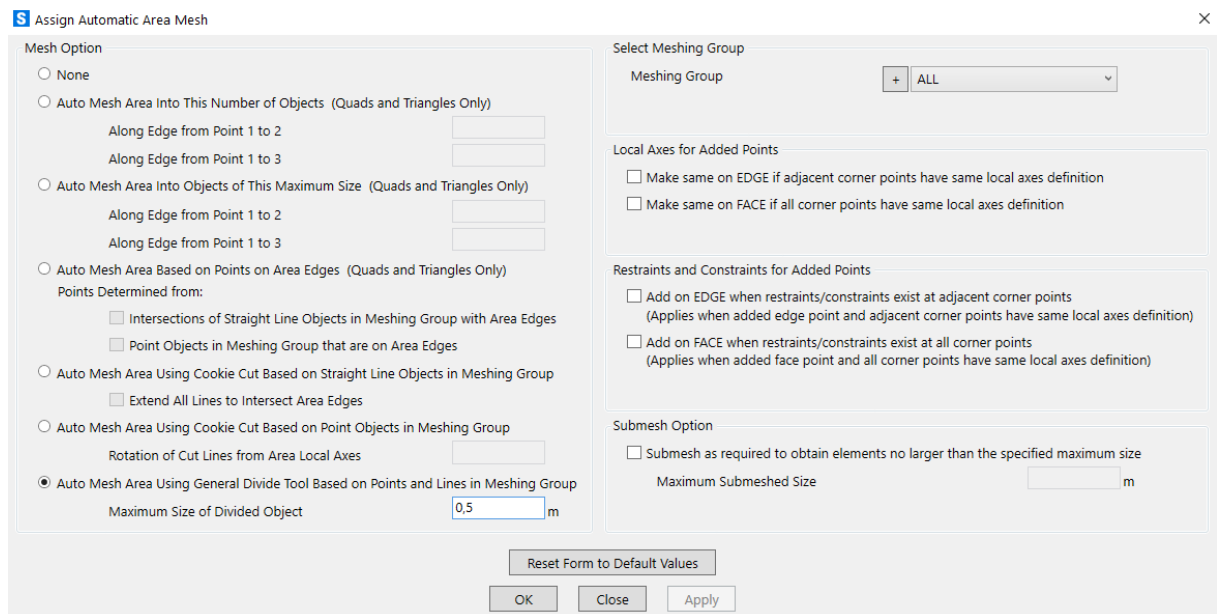 S Assign Automatic Area Mesh
Mesh Option
None
Auto Mesh Area Into This Number of Objects (Quads and Triangles Only)
Along Edge from Point 1 to 2
Along Edge from Point 1 to 3
Auto Mesh Area Into Objects of This Maximum Size (Quads and Triangles Only)
Along Edge from Point 1 to 2
Along Edge from Point 1 to 3
Auto Mesh Area Based on Points on Area Edges (Quads and Triangles Only)
Points Determined from:
Intersections of Straight Line Objects in Meshing Group with Area Edges
Point Objects in Meshing Group that are on Area Edges
Auto Mesh Area Using Cookie Cut Based on Straight Line Objects in Meshing Group
Extend All Lines to Intersect Area Edges
Auto Mesh Area Using Cookie Cut Based on Point Objects in Meshing Group
Rotation of Cut Lines from Area Local Axes
Auto Mesh Area Using General Divide Tool Based on Points and Lines in Meshing Group
Maximum Size of Divided Object 0,5 m
Select Meshing Group
Meshing Group + ALL
Local Axes for Added Points
Make same on EDGE if adjacent corner points have same local axes definition
Make same on FACE if all corner points have same local axes definition
Restraints and Constraints for Added Points
Add on EDGE when restraints/constraints exist at adjacent corner points
(Applies when added edge point and adjacent corner points have same local axes definition)
Add on FACE when restraints/constraints exist at all corner points
(Applies when added face point and all corner points have same local axes definition)
Submesh Option
Submesh as required to obtain elements no larger than the specified maximum size
Maximum Submeshed Size m
Reset Form to Default Values
OK Close Apply